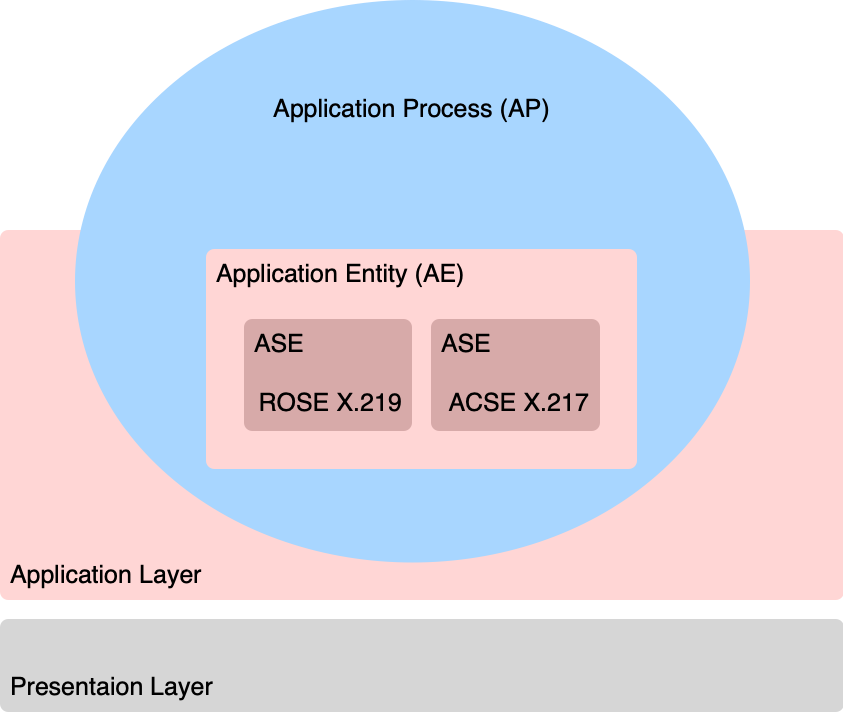 Application Process (AP)
Application Entity (AE)
ASE
ROSE X.219
ASE
ACSE X.217
Application Layer
Presentaion Layer